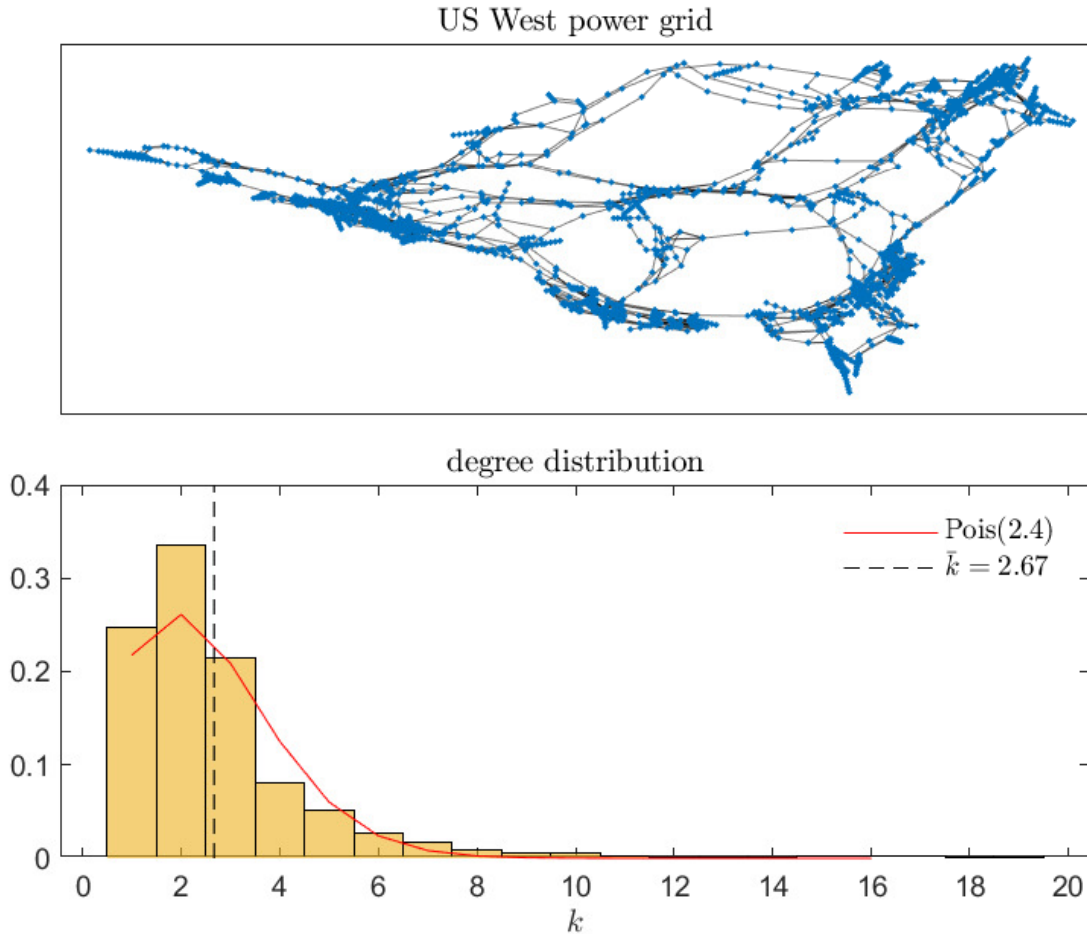 US West power grid
degree distribution
0.4
0.3
0.2
0.1
0
Pois(2.4)
k̄ = 2.67
0 2 4 6 8 10 12 14 16 18 20
k